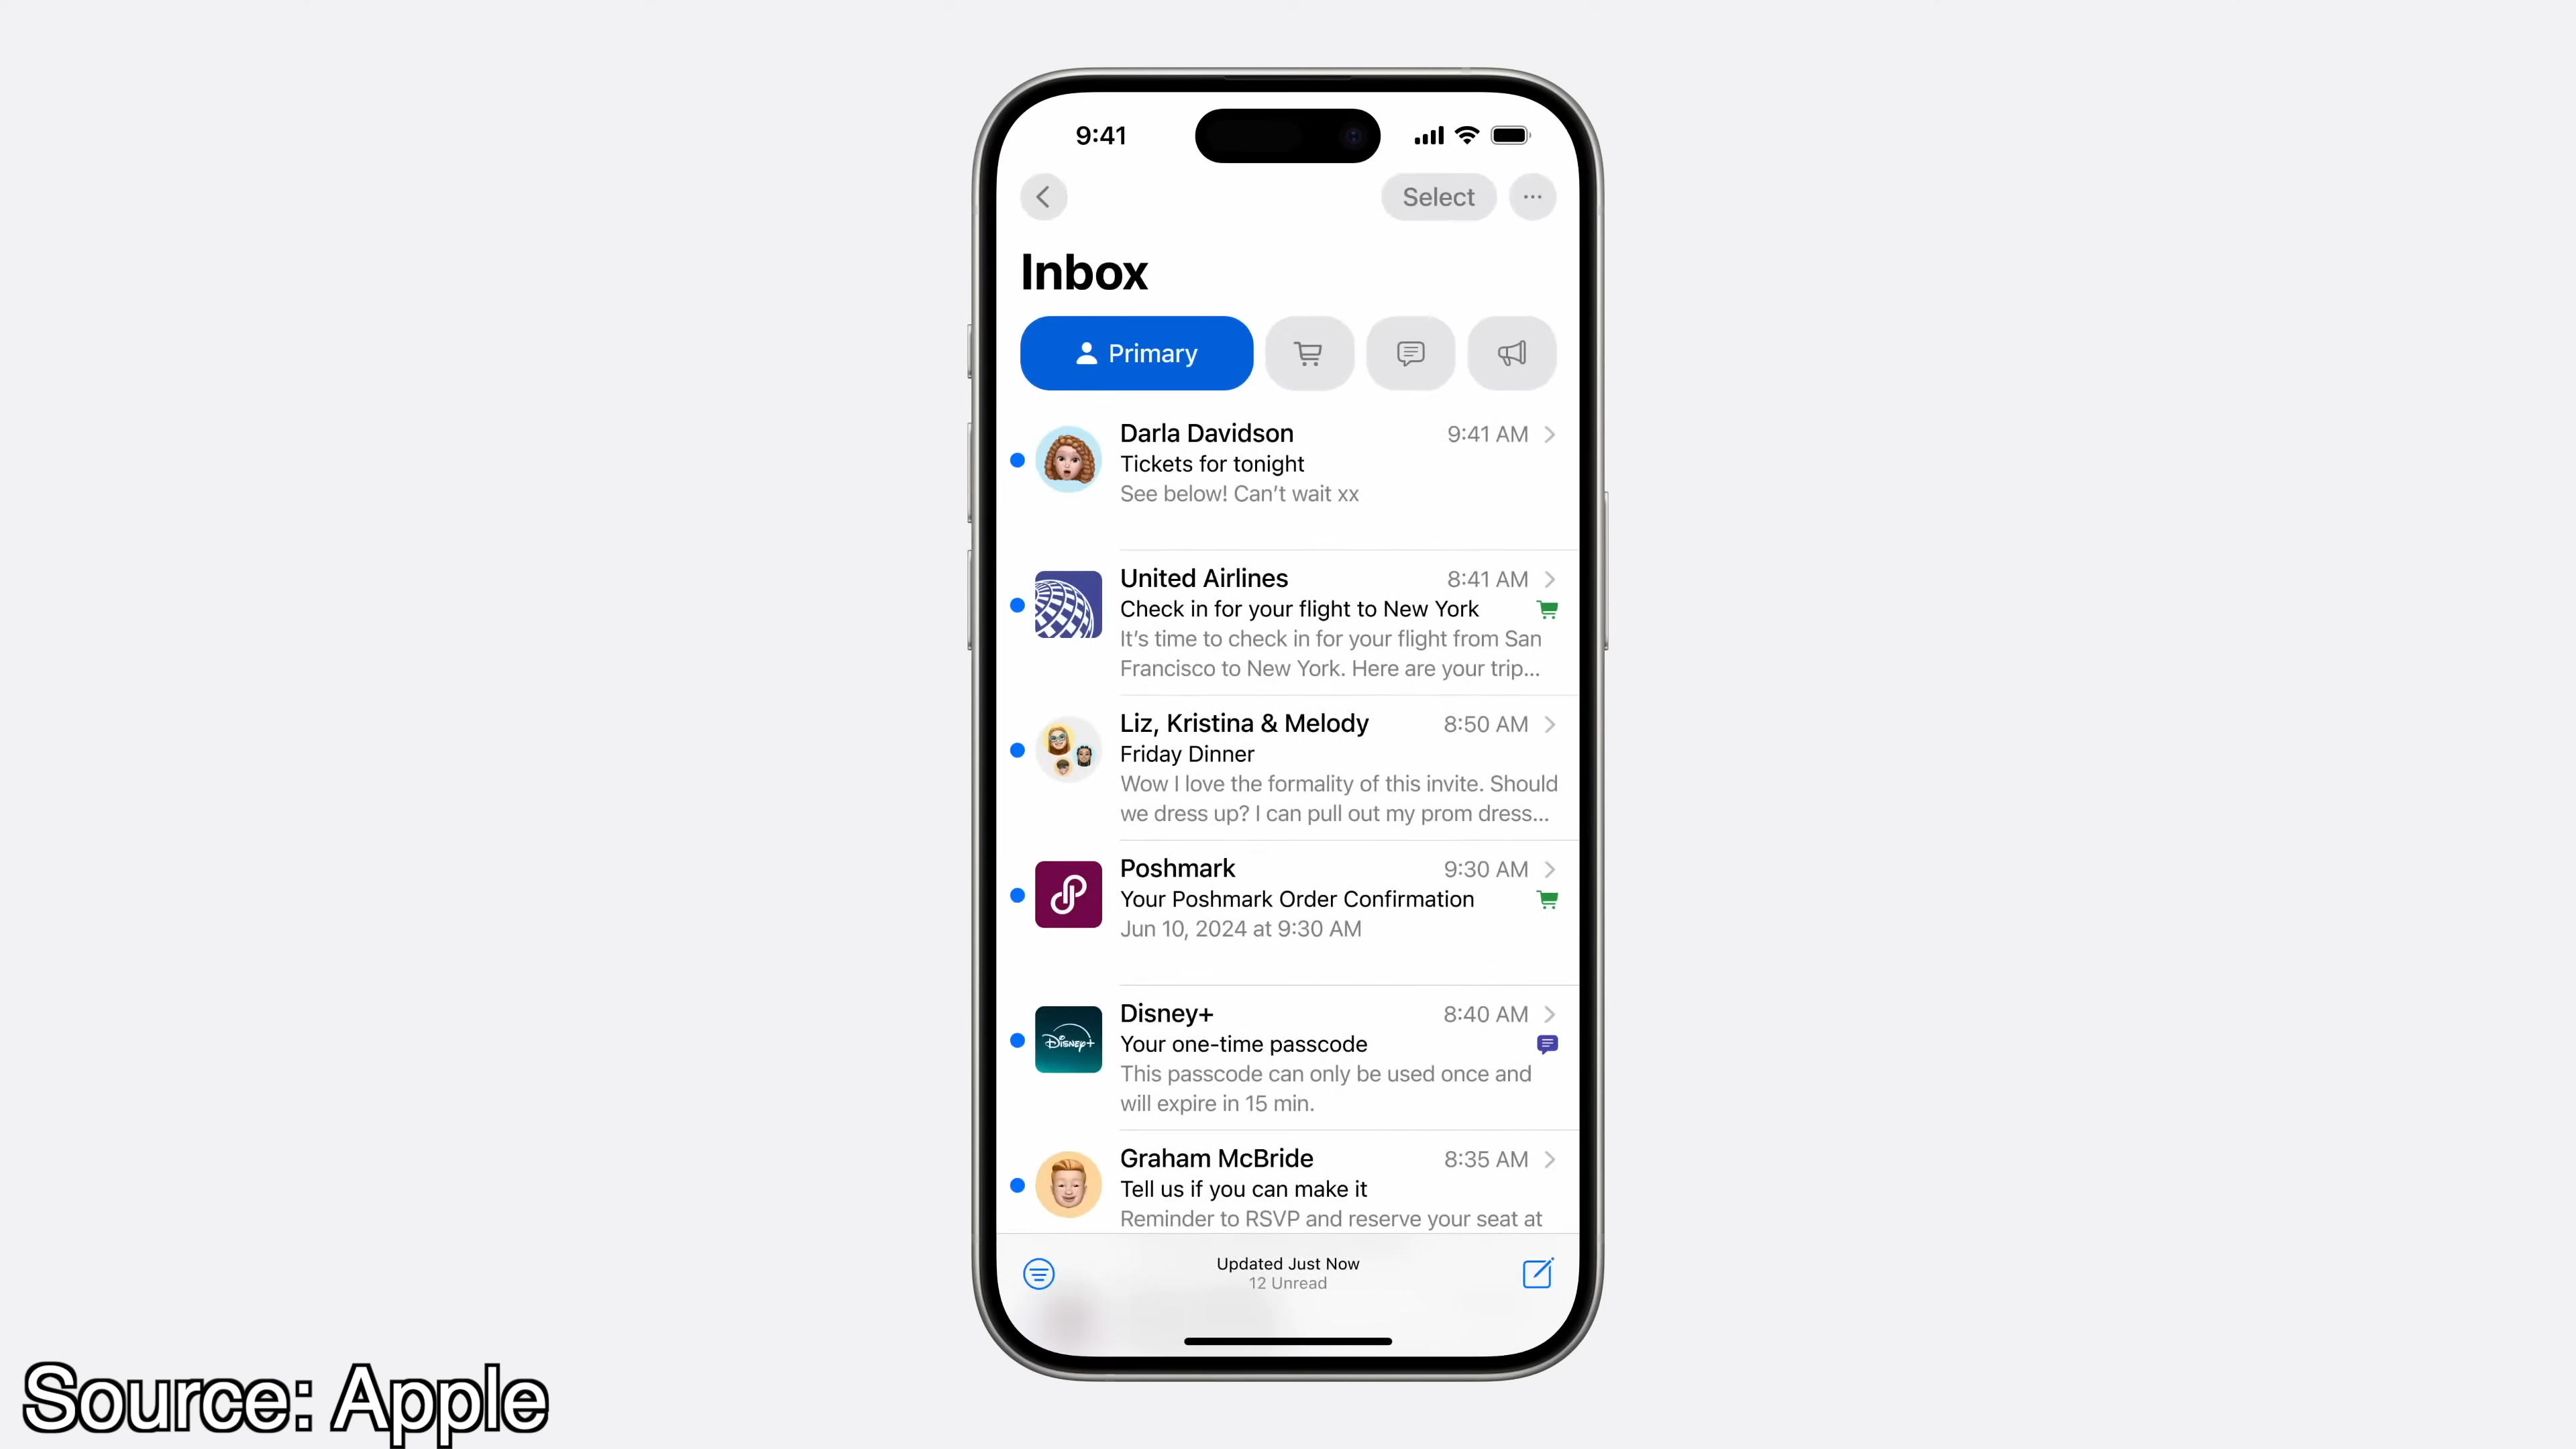 9:41
Select
Inbox
Primary
Darla Davidson 9:41 AM
Tickets for tonight
See below! Can't wait xx
United Airlines 8:41 AM
Check in for your flight to New York
It's time to check in for your flight from San
Francisco to New York. Here are your trip...
Liz, Kristina & Melody 8:50 AM
Friday Dinner
Wow I love the formality of this invite. Should
we dress up? I can pull out my prom dress...
Poshmark 9:30 AM
Your Poshmark Order Confirmation
Jun 10, 2024 at 9:30 AM
Disney+
Disney+ 8:40 AM
Your one-time passcode
This passcode can only be used once and
will expire in 15 min.
Graham McBride 8:35 AM
Tell us if you can make it
Reminder to RSVP and reserve your seat at
Updated Just Now
12 Unread
Source: Apple